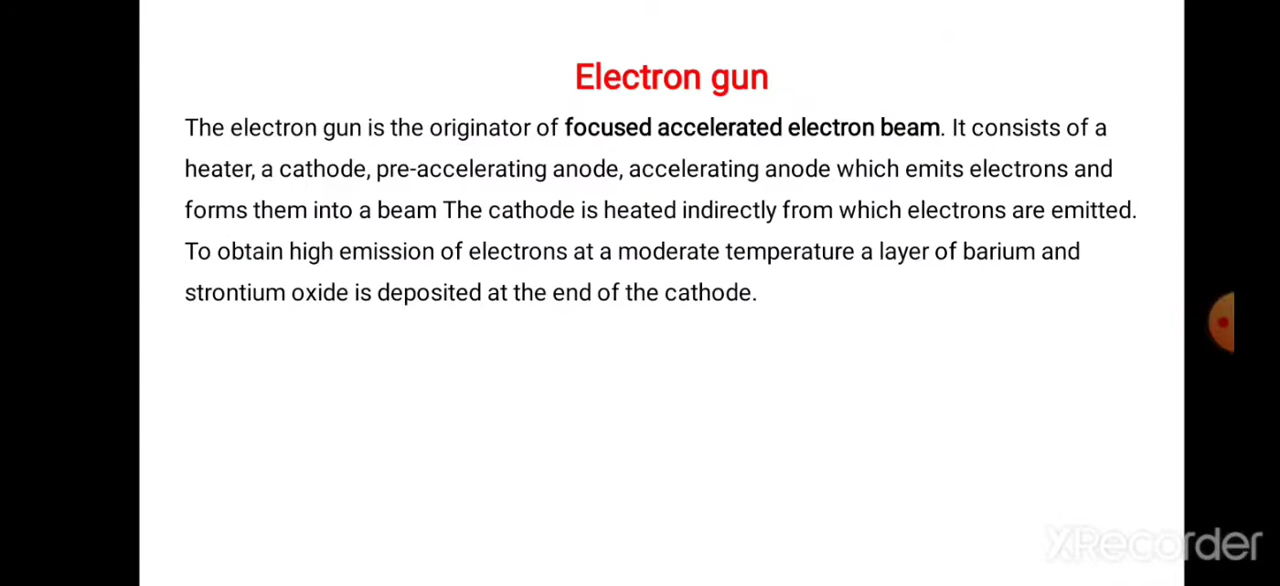 Electron gun
The electron gun is the originator of focused accelerated electron beam. It consists of a
heater, a cathode, pre-accelerating anode, accelerating anode which emits electrons and
forms them into a beam The cathode is heated indirectly from which electrons are emitted.
To obtain high emission of electrons at a moderate temperature a layer of barium and
strontium oxide is deposited at the end of the cathode.
XRecorder